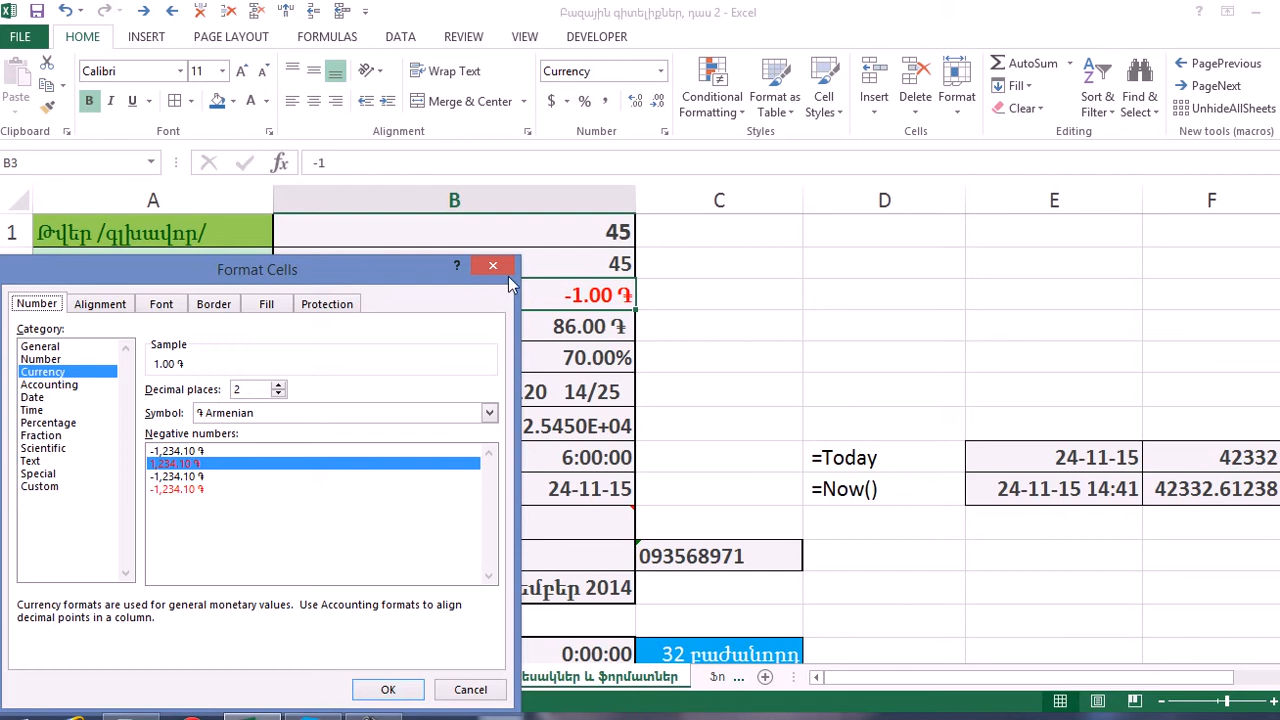 Բազային գիտելիքներ, դաս 2 - Excel
FILE HOME INSERT PAGE LAYOUT FORMULAS DATA REVIEW VIEW DEVELOPER
Calibri 11 Wrap Text Currency AutoSum PagePrevious
Paste Conditional Format as Cell Insert Delete Format Fill Sort & Find & PageNext
B I U Merge & Center $ % , Formatting Table Styles Clear Filter Select UnhideAllSheets
Clipboard Font Alignment Number Styles Cells Editing New tools (macros)
B3 fx -1
A B C D E F
1 Թվեր /գլխավոր/ 45
45
-1.00 ֏
86.00 ֏
70.00%
.20 14/25
2.5450E+04
6:00:00 =Today 24-11-15 42332
24-11-15 =Now() 24-11-15 14:41 42332.61238
093568971
եմբեր 2014
0:00:00 32 բաժանորդ
Format Cells
Number Alignment Font Border Fill Protection
Category:
General
Number
Currency
Accounting
Date
Time
Percentage
Fraction
Scientific
Text
Special
Custom
Sample
1.00 ֏
Decimal places: 2
Symbol: ֏ Armenian
Negative numbers:
-1,234.10 ֏
1,234.10 ֏
-1,234.10 ֏
-1,234.10 ֏
Currency formats are used for general monetary values. Use Accounting formats to align
decimal points in a column.
OK Cancel
եսակներ և ֆորմատներ Ֆո ...